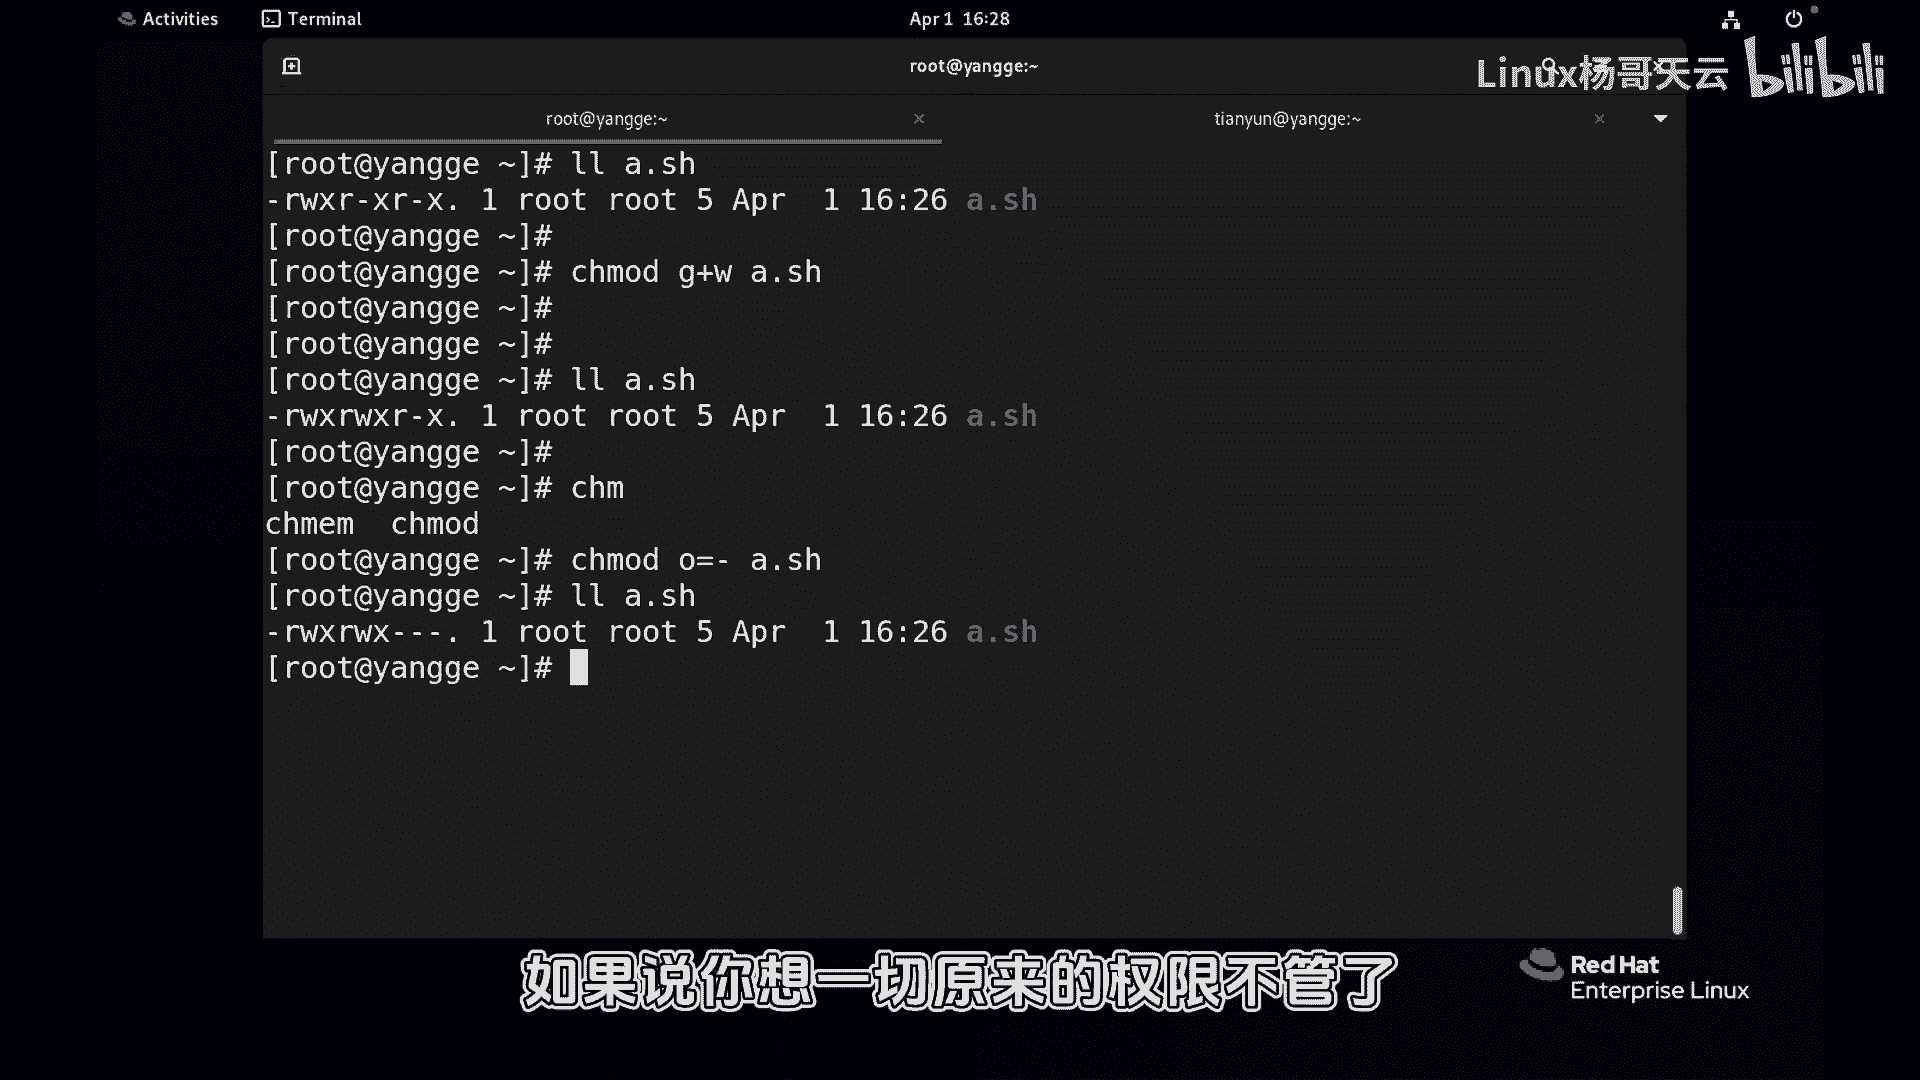 Activities Terminal Apr 1 16:28
root@yangge:~
Linux杨哥天云 bilibili
root@yangge:~ × tianyun@yangge:~ ×
[root@yangge ~]# ll a.sh
-rwxr-xr-x. 1 root root 5 Apr  1 16:26 a.sh
[root@yangge ~]#
[root@yangge ~]# chmod g+w a.sh
[root@yangge ~]#
[root@yangge ~]#
[root@yangge ~]# ll a.sh
-rwxrwxr-x. 1 root root 5 Apr  1 16:26 a.sh
[root@yangge ~]#
[root@yangge ~]# chm
chmem  chmod
[root@yangge ~]# chmod o=- a.sh
[root@yangge ~]# ll a.sh
-rwxrwx---. 1 root root 5 Apr  1 16:26 a.sh
[root@yangge ~]#
如果说你想一切原来的权限不管了
Red Hat
Enterprise Linux